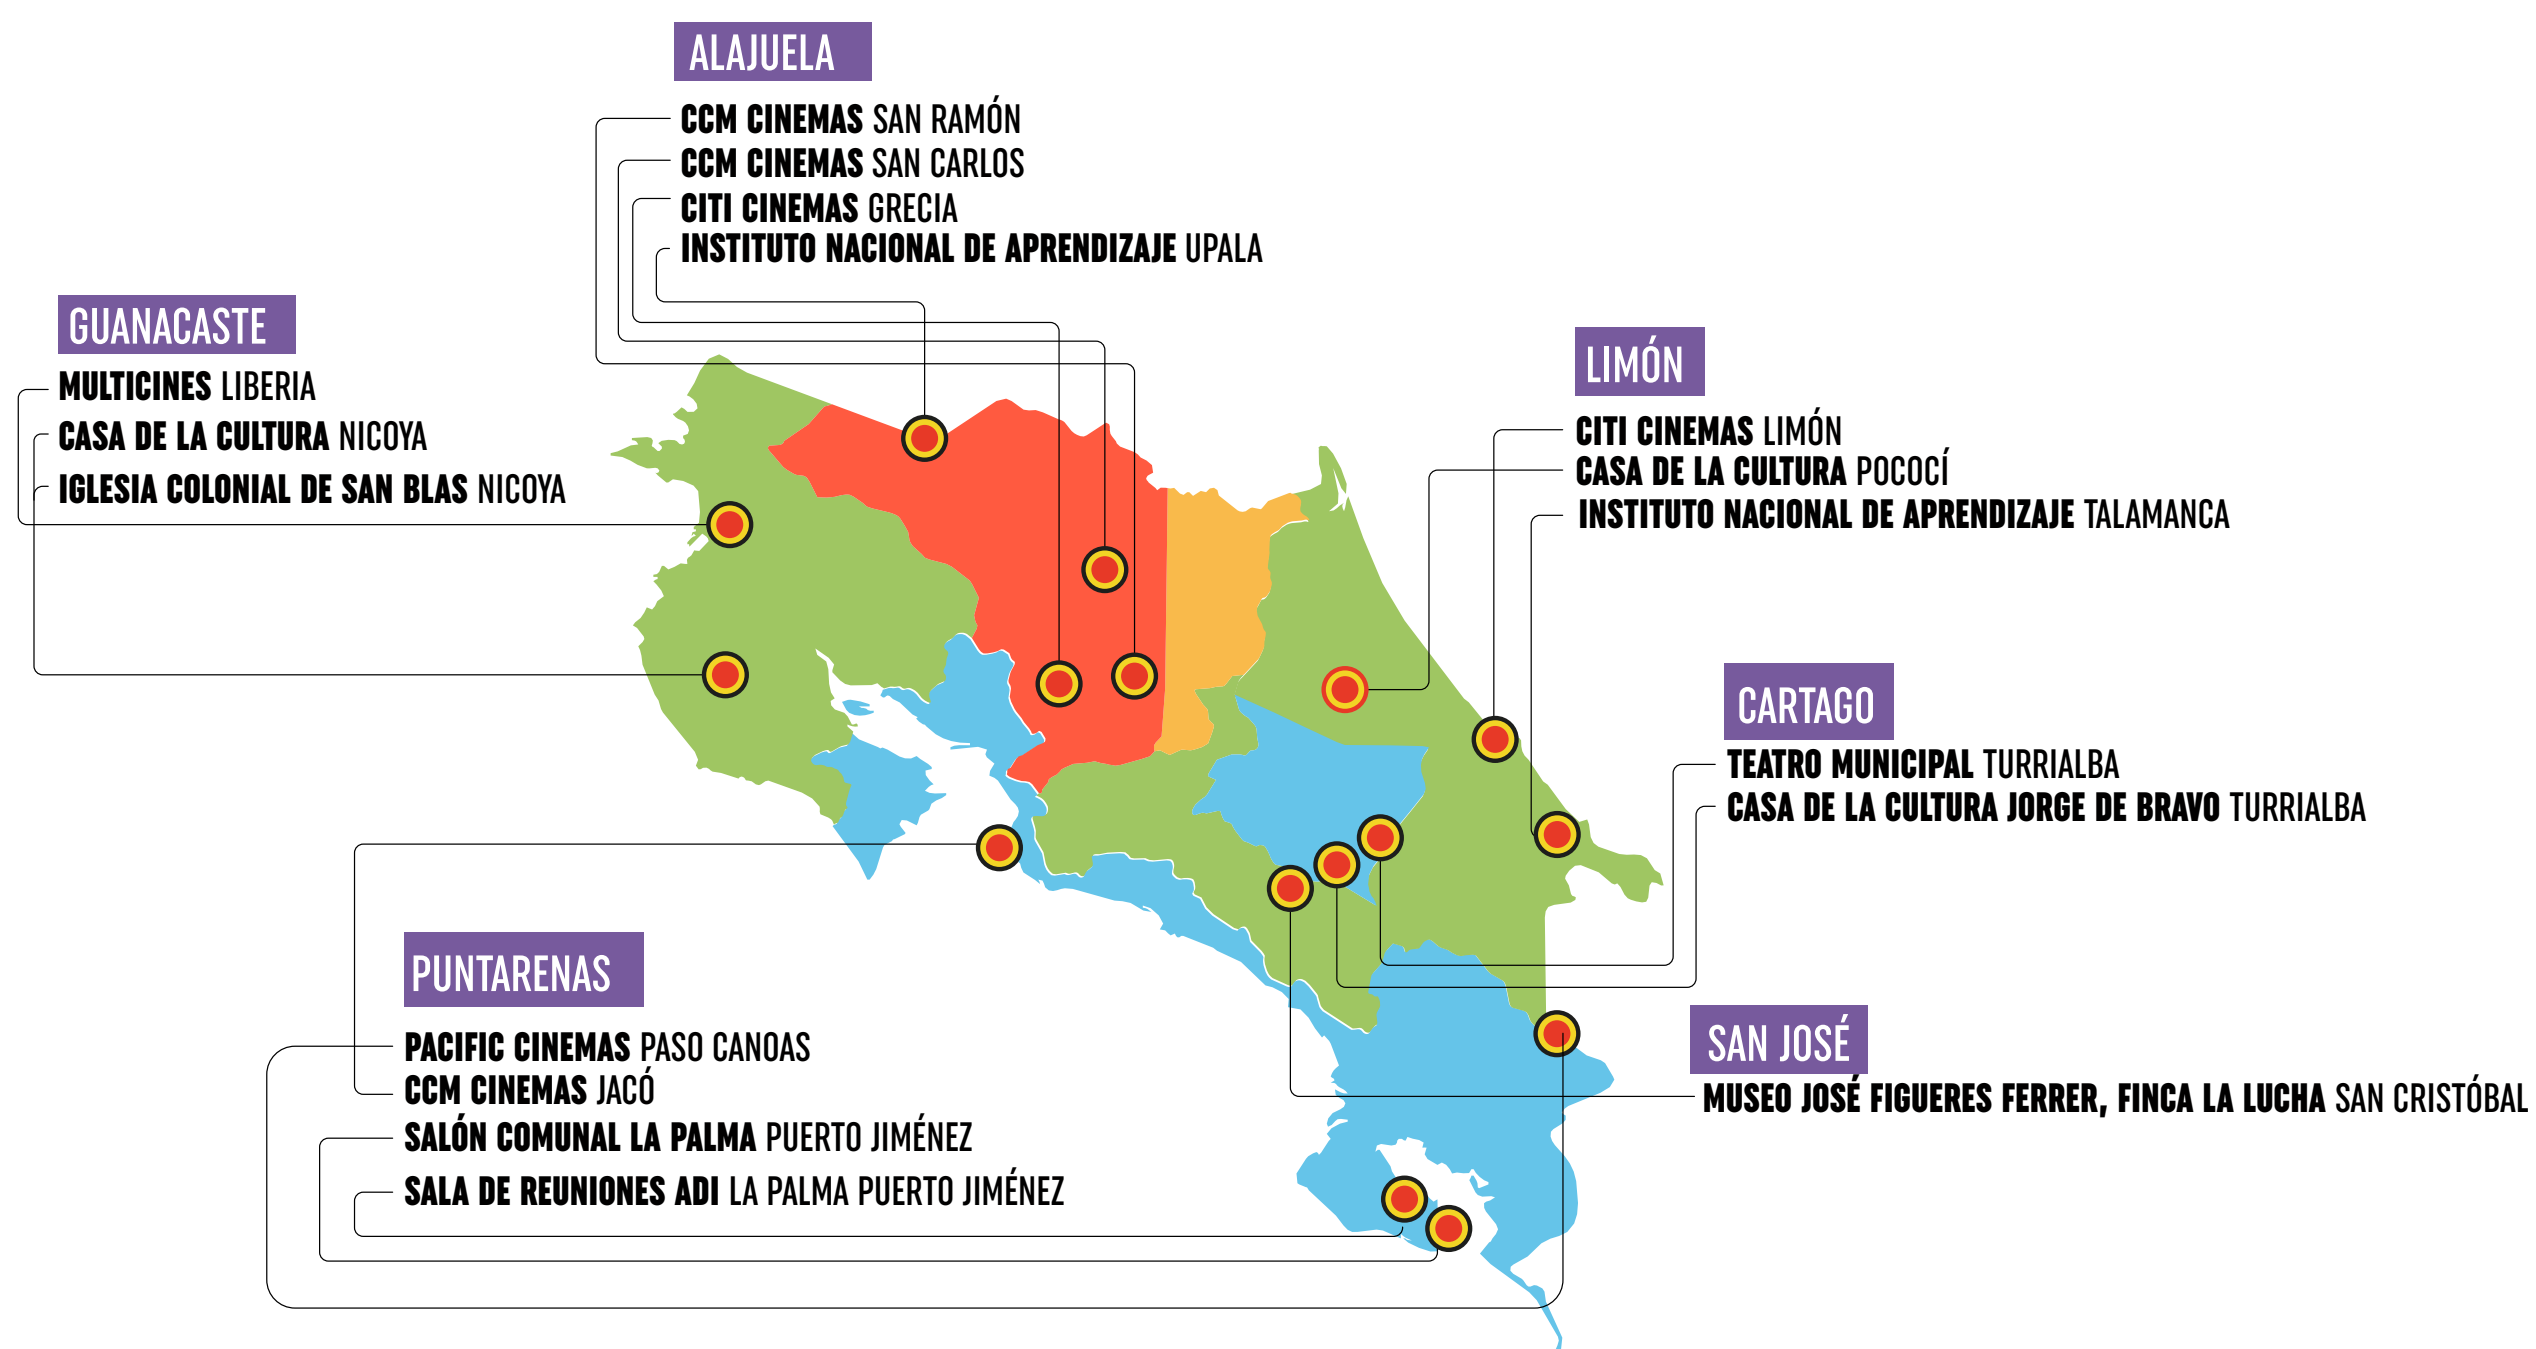 ALAJUELA
CCM CINEMAS SAN RAMÓN
CCM CINEMAS SAN CARLOS
CITI CINEMAS GRECIA
INSTITUTO NACIONAL DE APRENDIZAJE UPALA
GUANACASTE
MULTICINES LIBERIA
CASA DE LA CULTURA NICOYA
IGLESIA COLONIAL DE SAN BLAS NICOYA
LIMÓN
CITI CINEMAS LIMÓN
CASA DE LA CULTURA POCOCÍ
INSTITUTO NACIONAL DE APRENDIZAJE TALAMANCA
CARTAGO
TEATRO MUNICIPAL TURRIALBA
CASA DE LA CULTURA JORGE DE BRAVO TURRIALBA
PUNTARENAS
PACIFIC CINEMAS PASO CANOAS
CCM CINEMAS JACÓ
SALÓN COMUNAL LA PALMA PUERTO JIMÉNEZ
SALA DE REUNIONES ADI LA PALMA PUERTO JIMÉNEZ
SAN JOSÉ
MUSEO JOSÉ FIGUERES FERRER, FINCA LA LUCHA SAN CRISTÓBAL